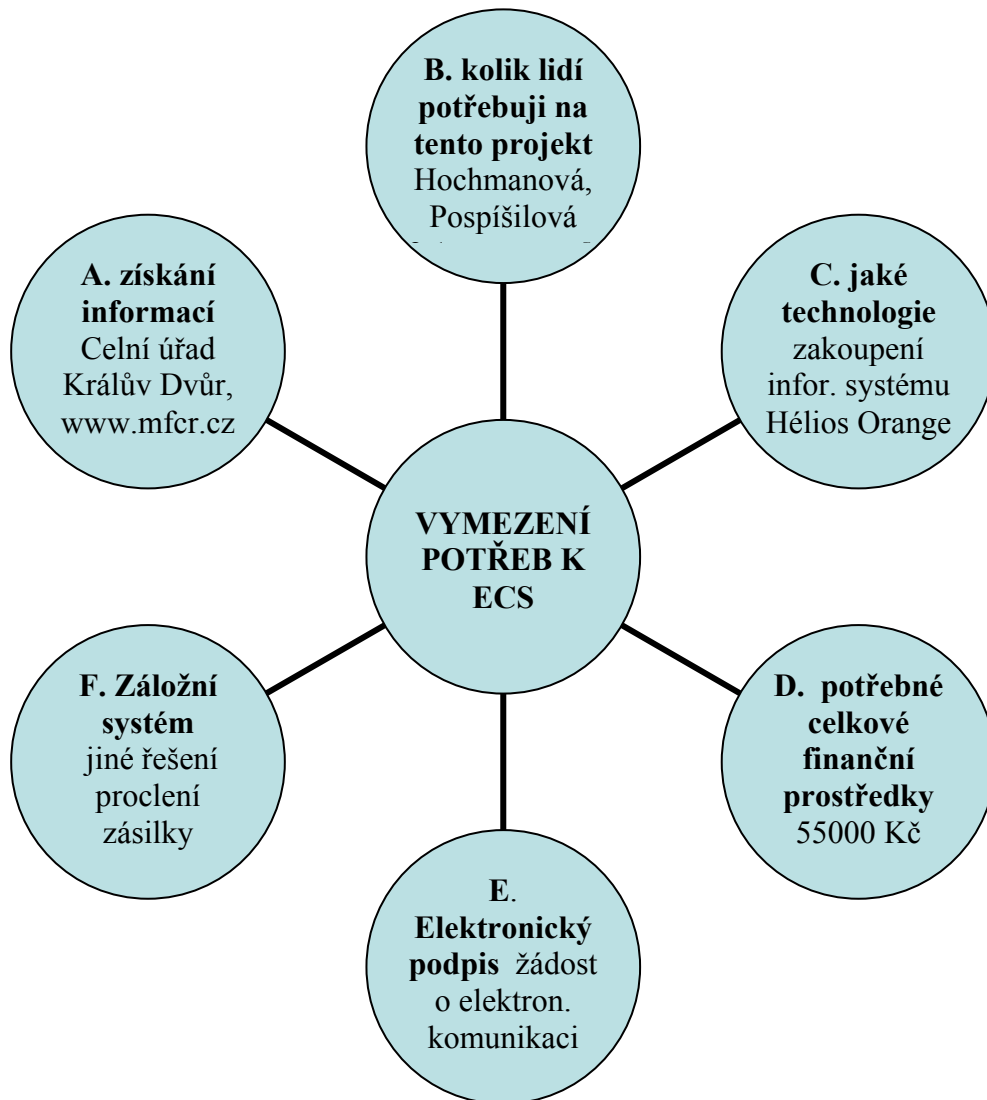 B. kolik lidí
potřebuji na
tento projekt
Hochmanová,
Pospíšilová
A. získání
informací
Celní úřad
Králův Dvůr,
www.mfcr.cz
C. jaké
technologie
zakoupení
infor. systému
Hélios Orange
VYMEZENÍ
POTŘEB K
ECS
F. Záložní
systém
jiné řešení
proclení
zásilky
D. potřebné
celkové
finanční
prostředky
55000 Kč
E.
Elektronický
podpis žádost
o elektron.
komunikaci